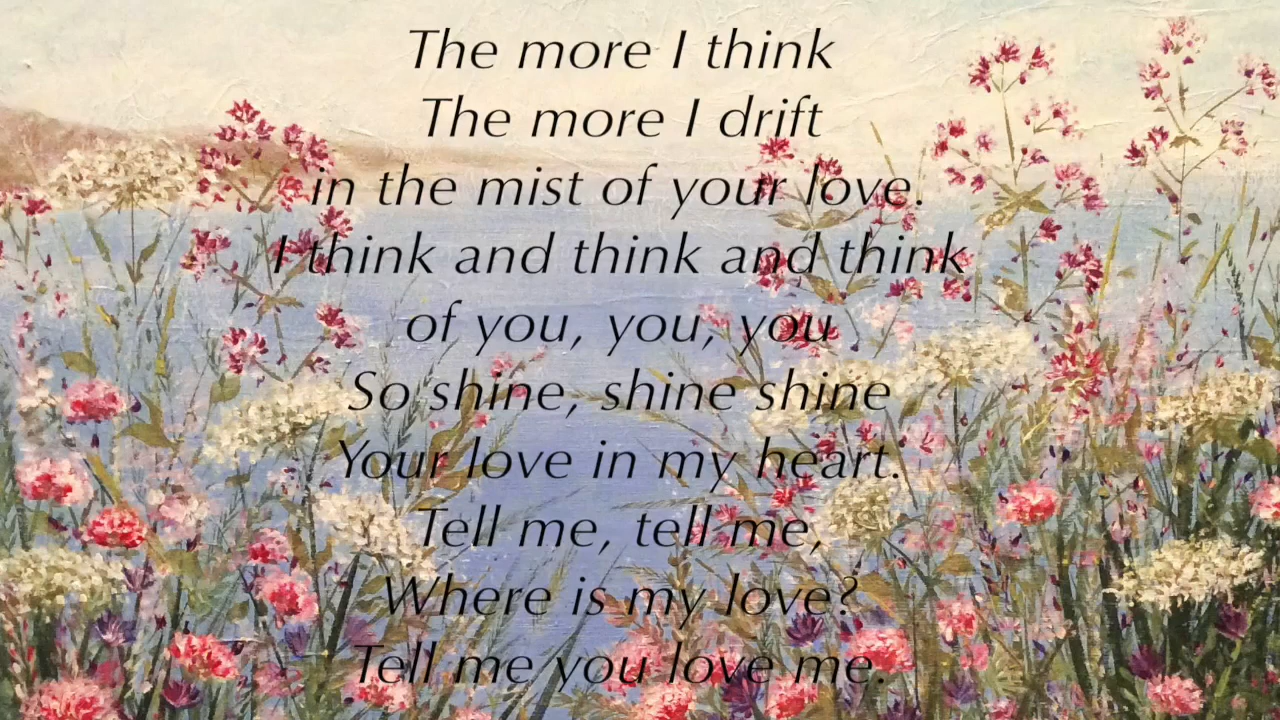 The more I think
The more I drift
in the mist of your love.
I think and think and think
of you, you, you
So shine, shine shine
Your love in my heart.
Tell me, tell me,
Where is my love?
Tell me you love me.